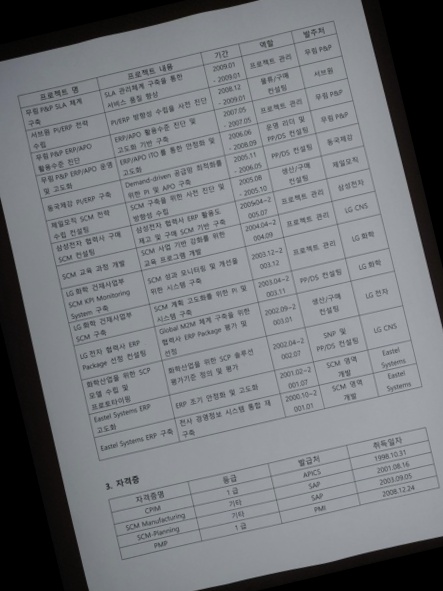 프로젝트 명 프로젝트 내용 기간 역할 발주처
무림 P&P SLA 체계 구축 SLA 관리체계 구축을 통한 서비스 품질 향상 2009.01 - 2009.01 프로젝트 관리 무림 P&P
서브원 PI/ERP 전략 수립 PI/ERP 방향성 수립을 사전 진단 2008.12 - 2009.01 물류/구매 컨설팅 서브원
무림 P&P ERP/APO 활용수준 진단 ERP/APO 활용수준 진단 및 고도화 기반 구축 2007.05 - 2007.05 프로젝트 관리 무림 P&P
무림 P&P ERP/APO 운영 및 고도화 ERP/APO ITO를 통한 안정화 및 고도화 2006.06 - 2008.09 운영 리더 및 PP/DS 컨설팅 무림 P&P
동국제강 PI/ERP 구축 Demand-driven 공급망 최적화를 위한 PI 및 APO 구축 2005.11 - 2006.05 PP/DS 컨설팅 동국제강
제일모직 SCM 전략 수립 컨설팅 SCM 구축을 위한 사전 진단 및 방향성 수립 2005.08 - 2005.10 생산/구매 컨설팅 제일모직
삼성전자 협력사 구매 SCM 컨설팅 삼성전자 협력사 ERP 활용도 제고 및 구매 SCM 기반 구축 200504~2 005.07 프로젝트 관리 삼성전자
SCM 교육 과정 개발 SCM 사업 기반 강화를 위한 교육 프로그램 개발 2004.04~2 004.09 프로젝트 관리 LG CNS
LG 화학 건재사업부 SCM KPI Monitoring System 구축 SCM 성과 모니터링 및 개선을 위한 시스템 구축 2003.12~2 003.12 프로젝트 관리 LG 화학
LG 화학 건재사업부 SCM 구축 SCM 계획 고도화를 위한 PI 및 시스템 구축 2003.04~2 003.11 PP/DS 컨설팅 LG 화학
LG 전자 협력사 ERP Package 선정 컨설팅 Global M2M 체계 구축을 위한 협력사 ERP Package 평가 및 선정 2002.09~2 003.01 생산/구매 컨설팅 LG 전자
화학산업을 위한 SCP 모델 수립 및 프로토타이핑 화학산업을 위한 SCP 솔루션 평가기준 정의 및 평가 2002.04~2 002.07 SNP 및 PP/DS 컨설팅 LG CNS
Eastel Systems ERP 고도화 ERP 조기 안정화 및 고도화 2001.02~2 001.07 SCM 영역 개발 Eastel Systems
Eastel Systems ERP 구축 전사 경영정보 시스템 통합 재구축 2000.10~2 001.01 SCM 영역 개발 Eastel Systems
3. 자격증
자격증명 등급 발급처 취득일자
CPIM 1 급 APICS 1998.10.31
SCM Manufacturing 기타 SAP 2001.08.16
SCM-Planning 기타 SAP 2003.09.05
PMP 1 급 PMI 2008.12.24